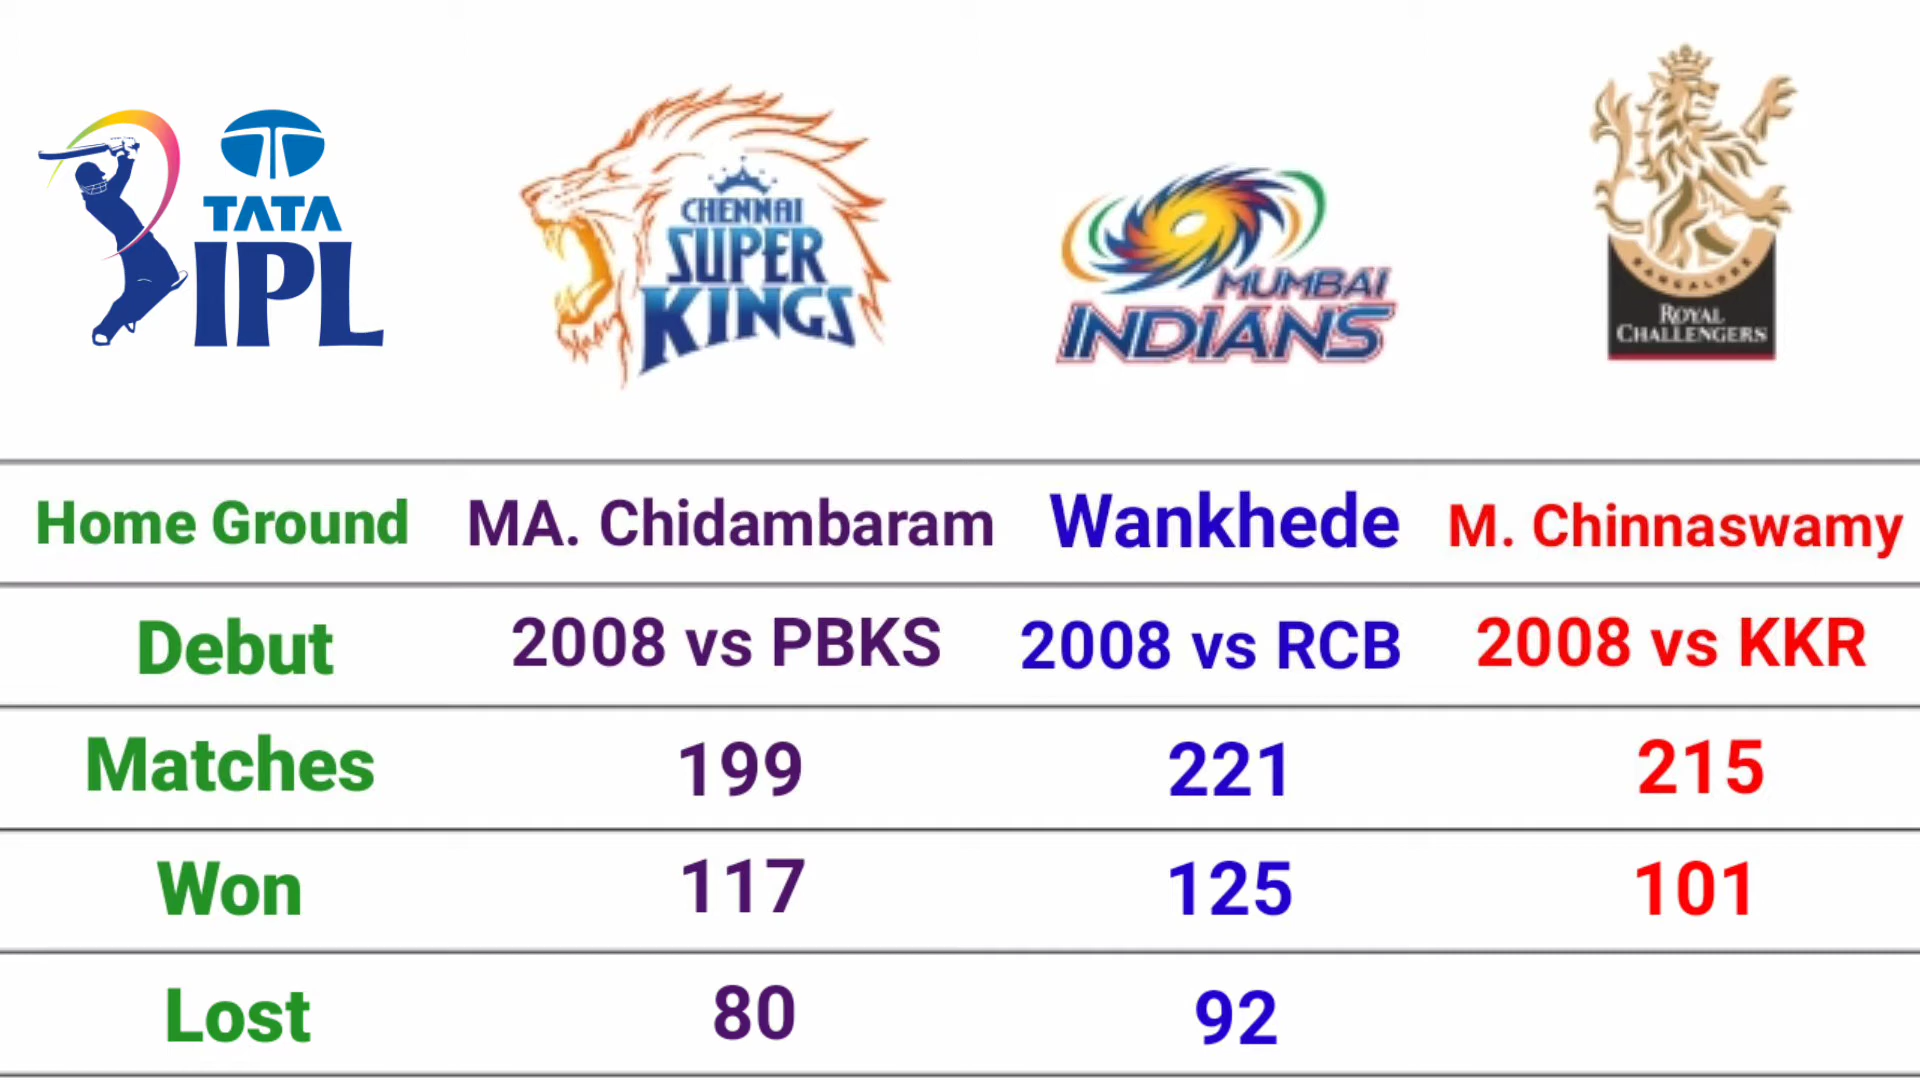 TATA
IPL
CHENNAI
SUPER
KINGS
MUMBAI
INDIANS
BANGALORE
ROYAL
CHALLENGERS
Home Ground MA. Chidambaram Wankhede M. Chinnaswamy
Debut 2008 vs PBKS 2008 vs RCB 2008 vs KKR
Matches 199 221 215
Won 117 125 101
Lost 80 92